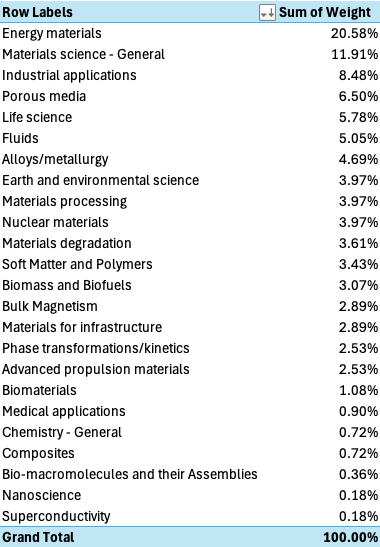 Row Labels Sum of Weight
Energy materials 20.58%
Materials science - General 11.91%
Industrial applications 8.48%
Porous media 6.50%
Life science 5.78%
Fluids 5.05%
Alloys/metallurgy 4.69%
Earth and environmental science 3.97%
Materials processing 3.97%
Nuclear materials 3.97%
Materials degradation 3.61%
Soft Matter and Polymers 3.43%
Biomass and Biofuels 3.07%
Bulk Magnetism 2.89%
Materials for infrastructure 2.89%
Phase transformations/kinetics 2.53%
Advanced propulsion materials 2.53%
Biomaterials 1.08%
Medical applications 0.90%
Chemistry - General 0.72%
Composites 0.72%
Bio-macromolecules and their Assemblies 0.36%
Nanoscience 0.18%
Superconductivity 0.18%
Grand Total 100.00%